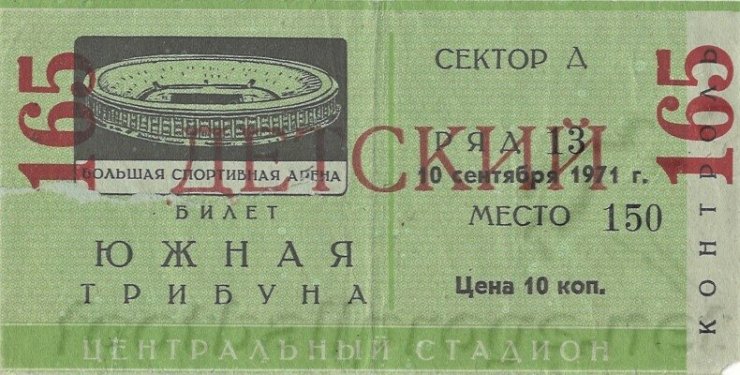 165
БОЛЬШАЯ СПОРТИВНАЯ АРЕНА
БИЛЕТ
ЮЖНАЯ
ТРИБУНА
ДЕТСКИЙ
СЕКТОР Д
РЯД 13
10 сентября 1971 г.
МЕСТО 150
Цена 10 коп.
ЦЕНТРАЛЬНЫЙ СТАДИОН
165
КОНТРОЛЬ